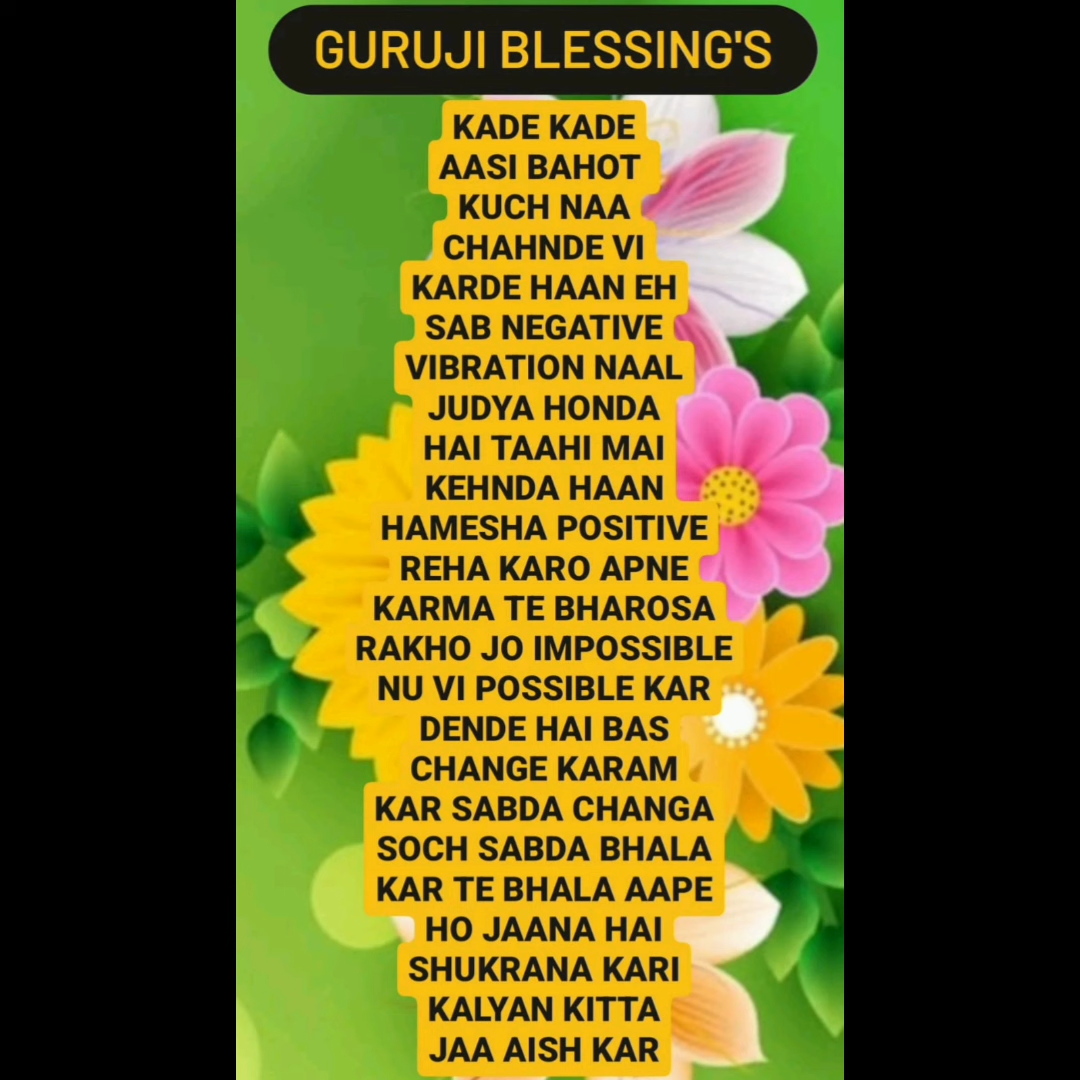 GURUJI BLESSING'S
KADE KADE
AASI BAHOT
KUCH NAA
CHAHNDE VI
KARDE HAAN EH
SAB NEGATIVE
VIBRATION NAAL
JUDYA HONDA
HAI TAAHI MAI
KEHNDA HAAN
HAMESHA POSITIVE
REHA KARO APNE
KARMA TE BHAROSA
RAKHO JO IMPOSSIBLE
NU VI POSSIBLE KAR
DENDE HAI BAS
CHANGE KARAM
KAR SABDA CHANGA
SOCH SABDA BHALA
KAR TE BHALA AAPE
HO JAANA HAI
SHUKRANA KARI
KALYAN KITTA
JAA AISH KAR